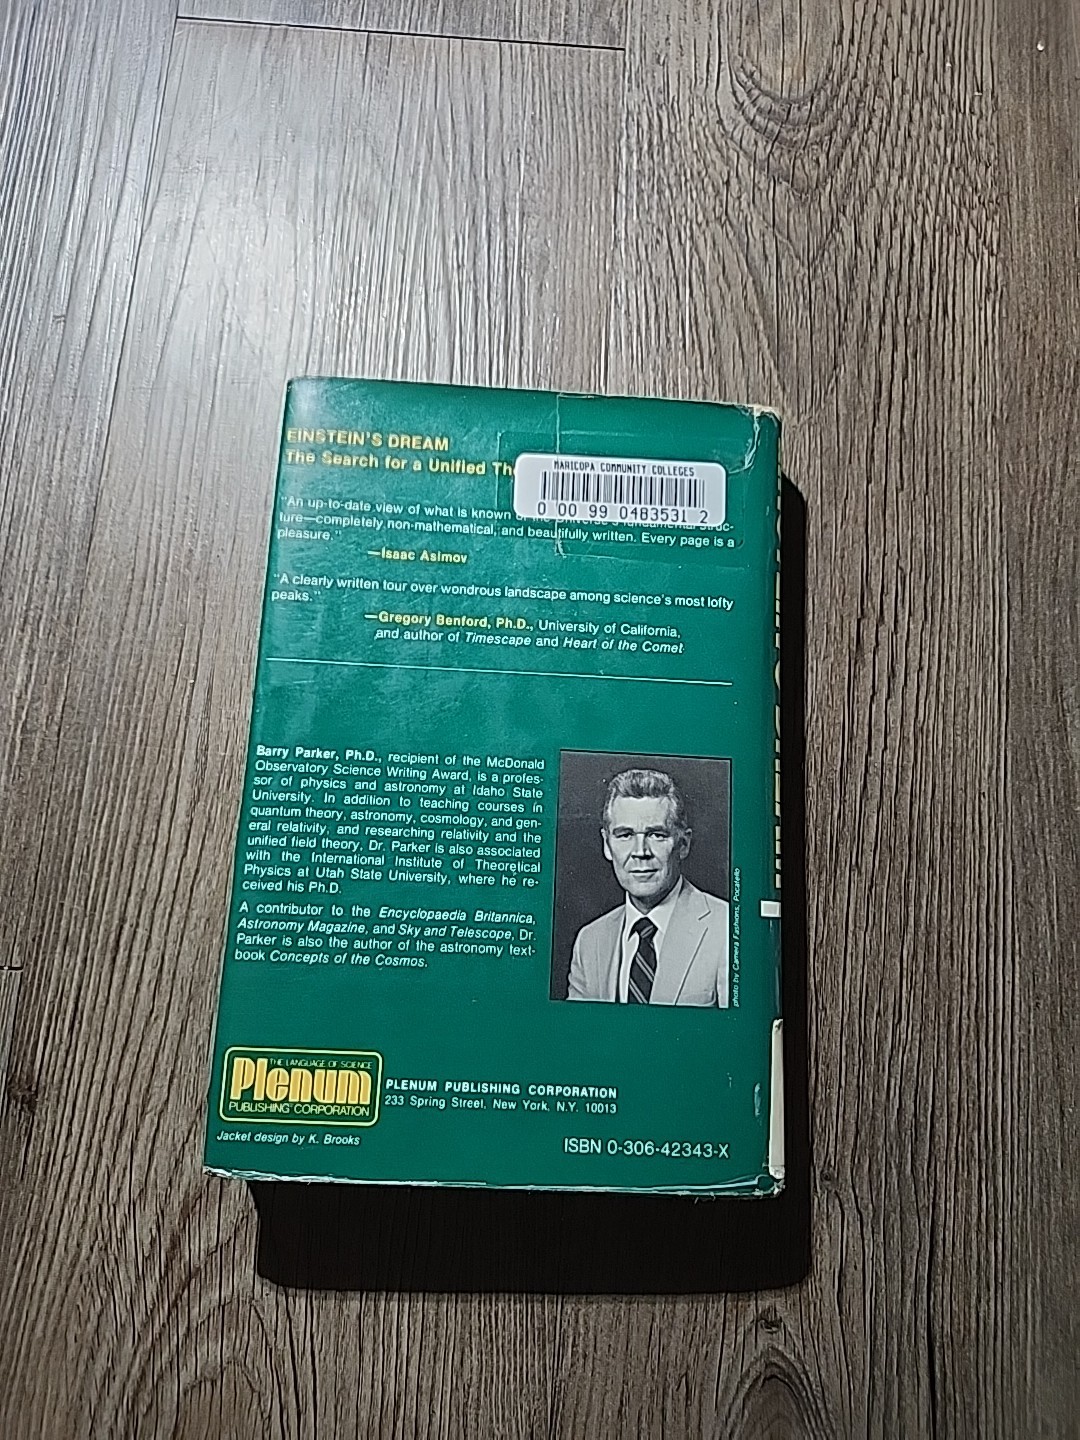 EINSTEIN'S DREAM
The Search for a Unified Th
MARICOPA COMMUNITY COLLEGES
0 00 99 0483531 2
"An up-to-date view of what is known of the Universe's fundamental struc-
ture—completely non-mathematical, and beautifully written. Every page is a
pleasure."
—Isaac Asimov
"A clearly written tour over wondrous landscape among science's most lofty
peaks."
—Gregory Benford, Ph.D., University of California,
and author of Timescape and Heart of the Comet
Barry Parker, Ph.D., recipient of the McDonald
Observatory Science Writing Award, is a profes-
sor of physics and astronomy at Idaho State
University. In addition to teaching courses in
quantum theory, astronomy, cosmology, and gen-
eral relativity, and researching relativity and the
unified field theory, Dr. Parker is also associated
with the International Institute of Theoretical
Physics at Utah State University, where he re-
ceived his Ph.D.
A contributor to the Encyclopaedia Britannica,
Astronomy Magazine, and Sky and Telescope, Dr.
Parker is also the author of the astronomy text-
book Concepts of the Cosmos.
photo by Camera Fashions, Pocatello
THE LANGUAGE OF SCIENCE
Plenum
PUBLISHING CORPORATION
PLENUM PUBLISHING CORPORATION
233 Spring Street, New York, N.Y. 10013
Jacket design by K. Brooks
ISBN 0-306-42343-X